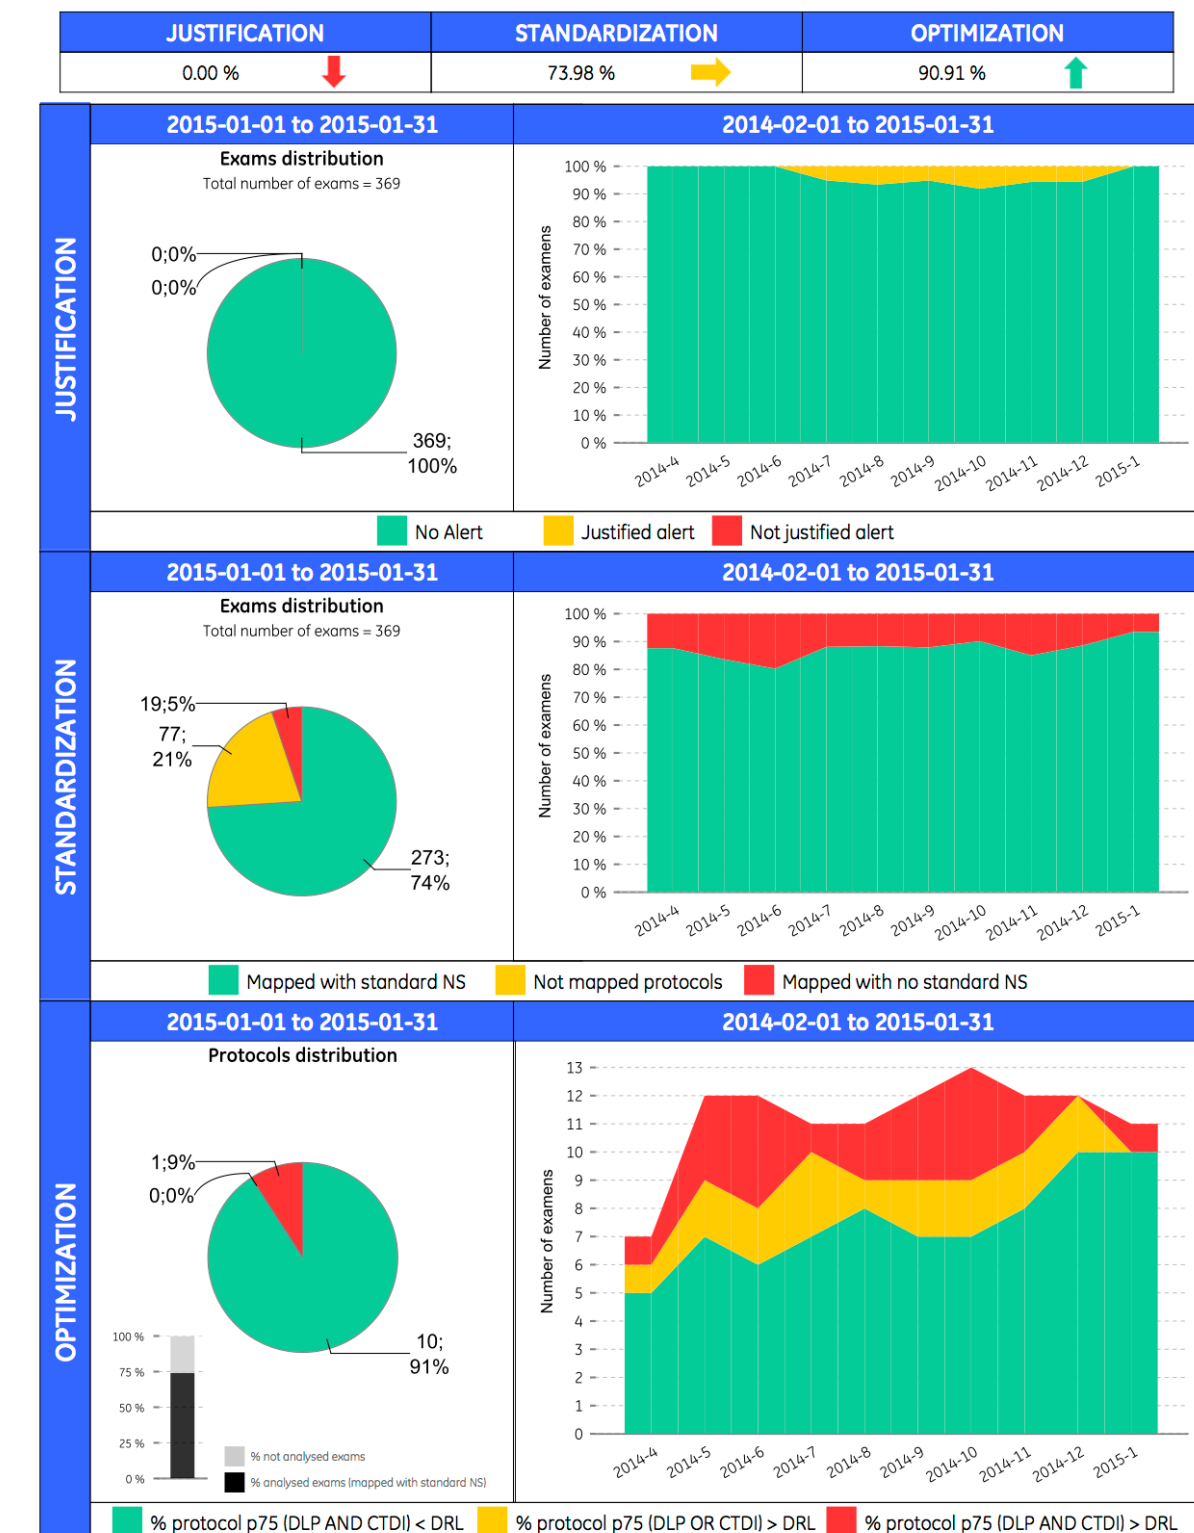 JUSTIFICATION STANDARDIZATION OPTIMIZATION
0.00 % 73.98 % 90.91 %
JUSTIFICATION
2015-01-01 to 2015-01-31 2014-02-01 to 2015-01-31
Exams distribution
Total number of exams = 369
0;0%
0;0%
369;
100%
Number of examens
100 %
90 %
80 %
70 %
60 %
50 %
40 %
30 %
20 %
10 %
0 %
2014-4 2014-5 2014-6 2014-7 2014-8 2014-9 2014-10 2014-11 2014-12 2015-1
No Alert Justified alert Not justified alert
STANDARDIZATION
2015-01-01 to 2015-01-31 2014-02-01 to 2015-01-31
Exams distribution
Total number of exams = 369
19;5%
77;
21%
273;
74%
Number of examens
100 %
90 %
80 %
70 %
60 %
50 %
40 %
30 %
20 %
10 %
0 %
2014-4 2014-5 2014-6 2014-7 2014-8 2014-9 2014-10 2014-11 2014-12 2015-1
Mapped with standard NS Not mapped protocols Mapped with no standard NS
OPTIMIZATION
2015-01-01 to 2015-01-31 2014-02-01 to 2015-01-31
Protocols distribution
1;9%
0;0%
10;
91%
100 %
75 %
50 %
25 %
0 %
% not analysed exams
% analysed exams (mapped with standard NS)
Number of examens
13
12
11
10
9
8
7
6
5
4
3
2
1
0
2014-4 2014-5 2014-6 2014-7 2014-8 2014-9 2014-10 2014-11 2014-12 2015-1
% protocol p75 (DLP AND CTDI) < DRL % protocol p75 (DLP OR CTDI) > DRL % protocol p75 (DLP AND CTDI) > DRL